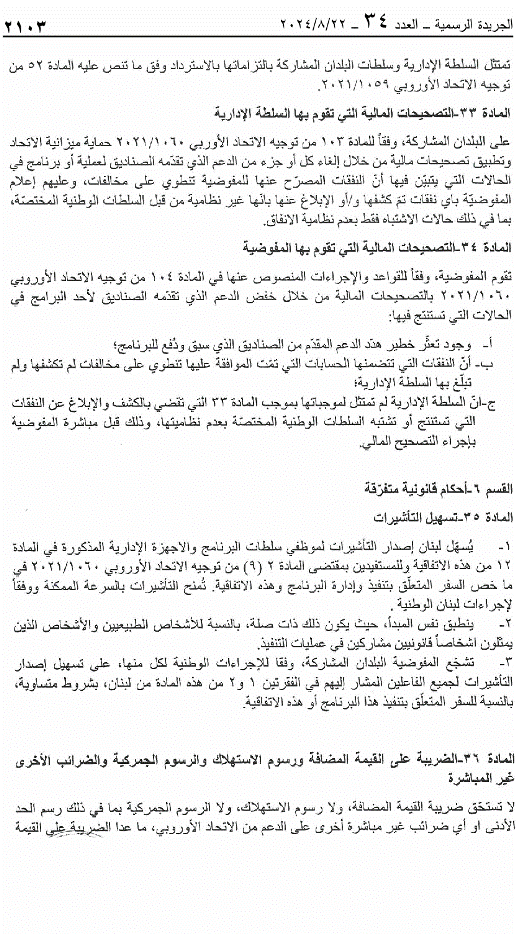 الجريدة الرسمية – العدد ٣٤ – ٢٠٢٤/٨/٢٢ ٢١٠٣
تمتثل السلطة الإدارية وسلطات البلدان المشاركة بالتزاماتها بالاسترداد وفق ما تنص عليه المادة ٥٢ من
توجيه الاتحاد الأوروبي ٢٠٢١/١٠٥٩.
المادة ٣٣-التصحيحات المالية التي تقوم بها السلطة الإدارية
على البلدان المشاركة، وفقاً للمادة ١٠٣ من توجيه الاتحاد الأوربي ٢٠٢١/١٠٦٠ حماية ميزانية الاتحاد
وتطبيق تصحيحات مالية من خلال إلغاء كل أو جزء من الدعم الذي تقدّمه الصناديق لعملية أو برنامج في
الحالات التي يتبيّن فيها أنّ النفقات المصرّح عنها للمفوضية تنطوي على مخالفات، وعليهم إعلام
المفوضيّة باي نفقات تمّ كشفها و/أو الإبلاغ عنها بانّها غير نظامية من قبل السلطات الوطنية المختصّة،
بما في ذلك حالات الاشتباه فقط بعدم نظامية الانفاق.
المادة ٣٤-التصحيحات المالية التي تقوم بها المفوضية
تقوم المفوضية، وفقاً للقواعد والإجراءات المنصوص عنها في المادة ١٠٤ من توجيه الاتحاد الأوروبي
٢٠٢١/١٠٦٠ بالتصحيحات المالية من خلال خفض الدعم الذي تقدّمه الصناديق لأحد البرامج في
الحالات التي تستنتج فيها:
أ- وجود تعثّر خطير هدّد الدعم المقدّم من الصناديق الذي سبق ودُفع للبرنامج؛
ب- أنّ النفقات التي تتضمنها الحسابات التي تمّت الموافقة عليها تنطوي على مخالفات لم تكشفها ولم
تبلّغ بها السلطة الإدارية؛
ج-انّ السلطة الإدارية لم تمتثل لموجباتها بموجب المادة ٣٣ التي تقضي بالكشف والإبلاغ عن النفقات
التي تستنتج أو تشتبه السلطات الوطنية المختصّة بعدم نظاميتها، وذلك قبل مباشرة المفوضية
بإجراء التصحيح المالي.
القسم ٦-أحكام قانونية متفرّقة
المادة ٣٥-تسهيل التأشيرات
١- يُسهّل لبنان إصدار التأشيرات لموظفي سلطات البرنامج والاجهزة الإدارية المذكورة في المادة
١٢ من هذه الاتفاقية وللمستفيدين بمقتضى المادة ٢ (٩) من توجيه الاتحاد الأوروبي ٢٠٢١/١٠٦٠ في
ما خصّ السفر المتعلّق بتنفيذ وإدارة البرنامج وهذه الاتفاقية. تُمنح التأشيرات بالسرعة الممكنة ووفقاً
لإجراءات لبنان الوطنية .
٢- ينطبق نفس المبدأ، حيث يكون ذلك ذات صلة، بالنسبة للأشخاص الطبيعيين والأشخاص الذين
يمثلون اشخاصاً قانونيين مشاركين في عمليات التنفيذ.
٣- تشجّع المفوضية البلدان المشاركة، وفقا للإجراءات الوطنية لكل منها، على تسهيل إصدار
التأشيرات لجميع الفاعلين المشار إليهم في الفقرتين ١ و٢ من هذه المادة من لبنان، بشروط متساوية،
بالنسبة للسفر المتعلّق بتنفيذ هذا البرنامج أو هذه الاتفاقية.
المادة ٣٦-الضريبة على القيمة المضافة ورسوم الاستهلاك والرسوم الجمركية والضرائب الأخرى
غير المباشرة
لا تستحَق ضريبة القيمة المضافة، ولا رسوم الاستهلاك، ولا الرسوم الجمركية بما في ذلك رسم الحد
الأدنى او أي ضرائب غير مباشرة أخرى على الدعم من الاتحاد الأوروبي، ما عدا الضريبة على القيمة